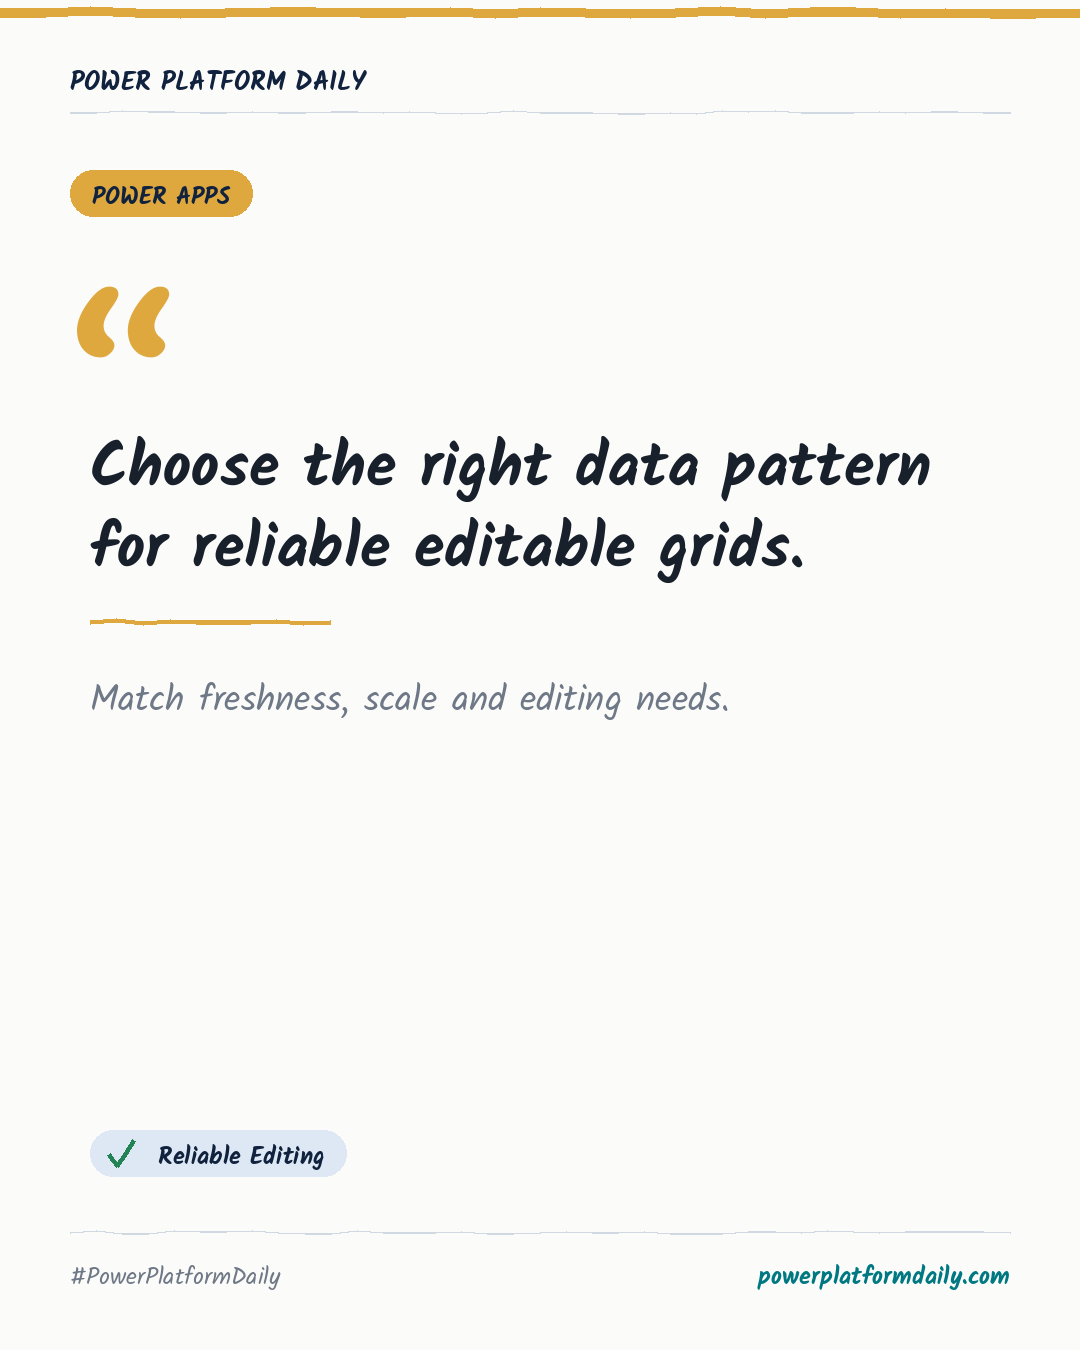 POWER PLATFORM DAILY
POWER APPS
“
Choose the right data pattern
for reliable editable grids.
Match freshness, scale and editing needs.
✓ Reliable Editing
#PowerPlatformDaily
powerplatformdaily.com